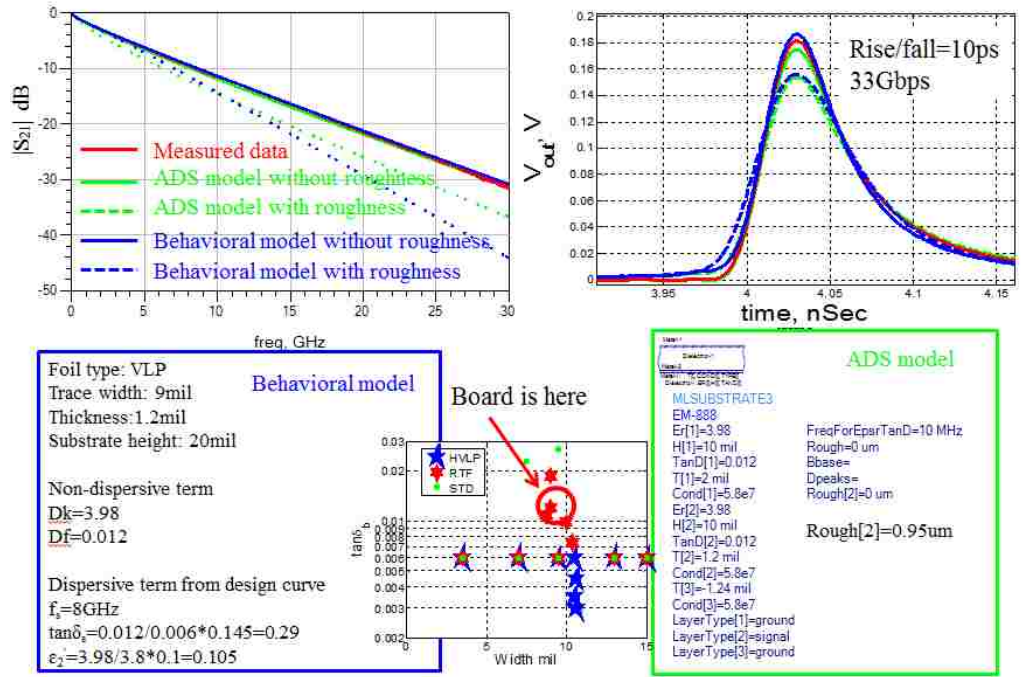 0
-10
-20
-30
-40
-50
|S21| dB
0 5 10 15 20 25 30
freq, GHz
Measured data
ADS model without roughness
ADS model with roughness
Behavioral model without roughness
Behavioral model with roughness
0.2
0.18
0.16
0.14
0.12
0.1
0.08
0.06
0.04
0.02
0
Vout, V
3.95 4 4.05 4.1 4.15
time, nSec
Rise/fall=10ps
33Gbps
Behavioral model
Foil type: VLP
Trace width: 9mil
Thickness:1.2mil
Substrate height: 20mil
Non-dispersive term
Dk=3.98
Df=0.012
Dispersive term from design curve
fs=8GHz
tanδs=0.012/0.006*0.145=0.29
ε2'=3.98/3.8*0.1=0.105
Board is here
0.03
0.02
0.01
0.009
0.008
0.007
0.006
0.005
0.004
0.003
0.002
tanδb
HVLP
RTF
STD
0 5 10 15
Width mil
ADS model
Dielectric-1
MLSUBSTRATE3
EM-888
Er[1]=3.98
H[1]=10 mil
TanD[1]=0.012
T[1]=2 mil
Cond[1]=5.8e7
Er[2]=3.98
H[2]=10 mil
TanD[2]=0.012
T[2]=1.2 mil
Cond[2]=5.8e7
T[3]=-1.24 mil
Cond[3]=5.8e7
LayerType[1]=ground
LayerType[2]=signal
LayerType[3]=ground
FreqForEpsrTanD=10 MHz
Rough=0 um
Bbase=
Dpeaks=
Rough[2]=0 um
Rough[2]=0.95um